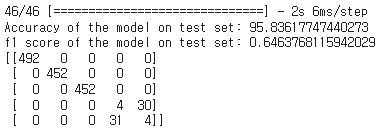 46/46 [==============================] - 2s 6ms/step
Accuracy of the model on test set: 95.83617747440273
f1 score of the model on test set: 0.6463768115942029
[[492   0   0   0   0]
 [  0 452   0   0   0]
 [  0   0 452   0   0]
 [  0   0   0   4  30]
 [  0   0   0  31   4]]